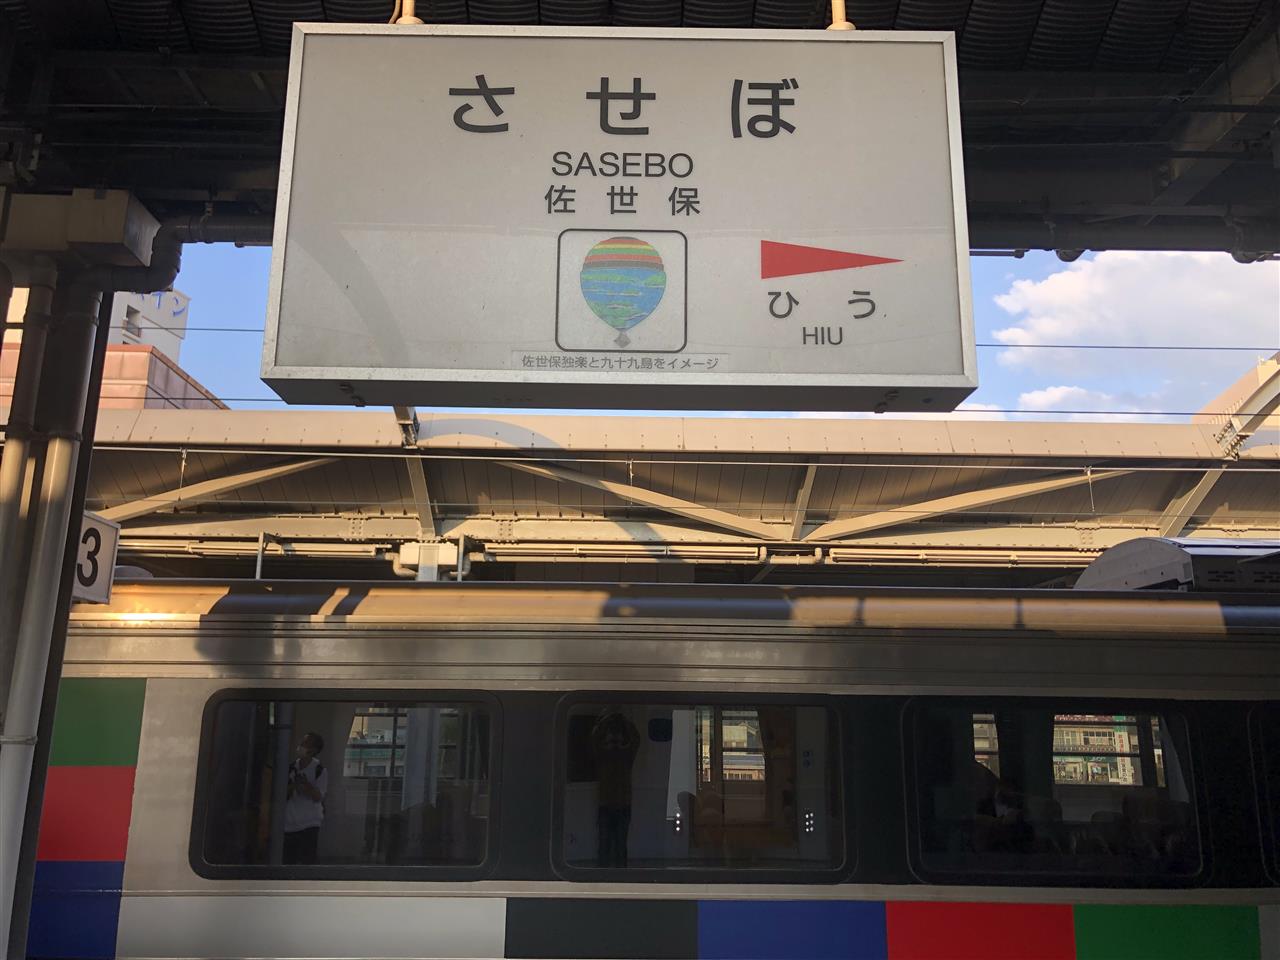 さ せ ぼ
SASEBO
佐 世 保
ひ う
HIU
佐世保独楽と九十九島をイメージ
3